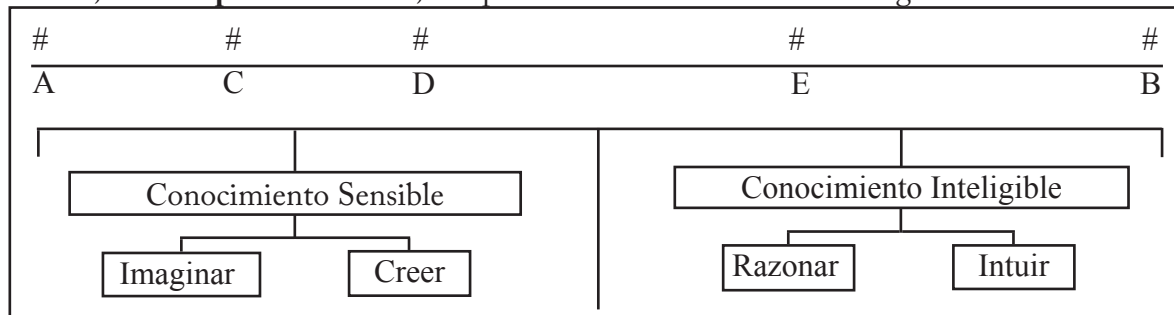 # # # # #
A C D E B
Conocimiento Sensible Conocimiento Inteligible
Imaginar Creer Razonar Intuir